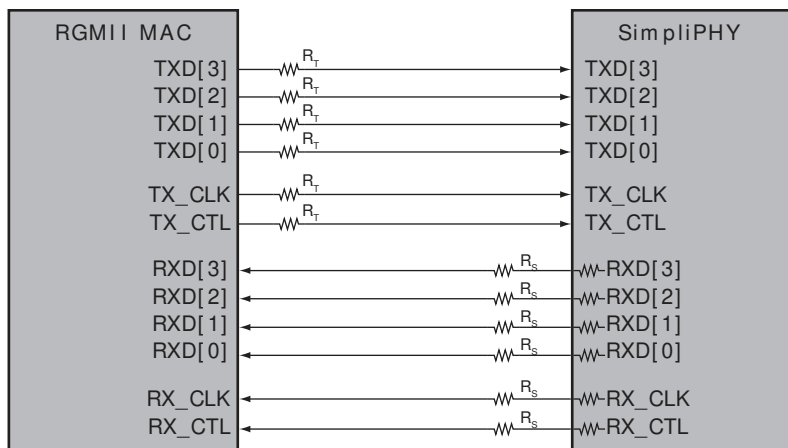 RGMII MAC SimpliPHY
TXD[3] R_T TXD[3]
TXD[2] R_T TXD[2]
TXD[1] R_T TXD[1]
TXD[0] R_T TXD[0]
TX_CLK R_T TX_CLK
TX_CTL R_T TX_CTL
RXD[3] R_S RXD[3]
RXD[2] R_S RXD[2]
RXD[1] R_S RXD[1]
RXD[0] R_S RXD[0]
RX_CLK R_S RX_CLK
RX_CTL R_S RX_CTL